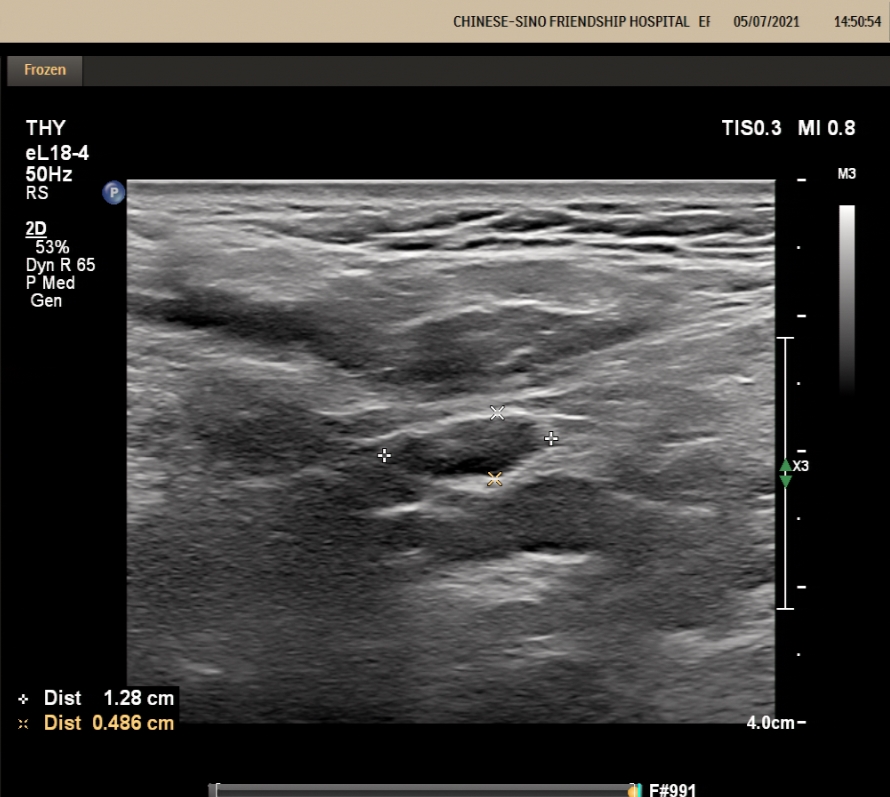 CHINESE-SINO FRIENDSHIP HOSPITAL EF 05/07/2021 14:50:54
Frozen
THY
eL18-4
50Hz
RS
2D
53%
Dyn R 65
P Med
Gen
P
TIS0.3 MI 0.8
M3
X3
4.0cm
Dist 1.28 cm
Dist 0.486 cm
F#991